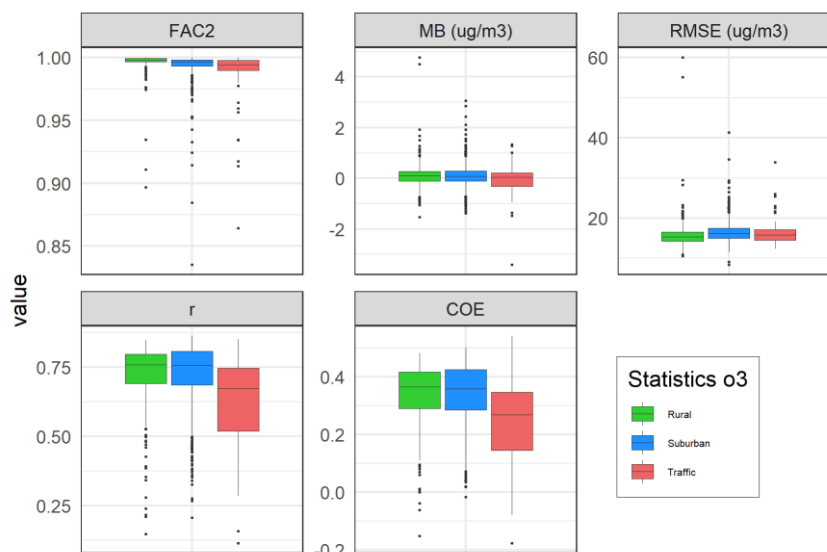 FAC2
MB (ug/m3)
RMSE (ug/m3)
1.00
0.95
0.90
0.85
4
2
0
-2
60
40
20
value
r
COE
0.75
0.50
0.25
0.4
0.2
0.0
-0.2
Statistics o3
Rural
Suburban
Traffic